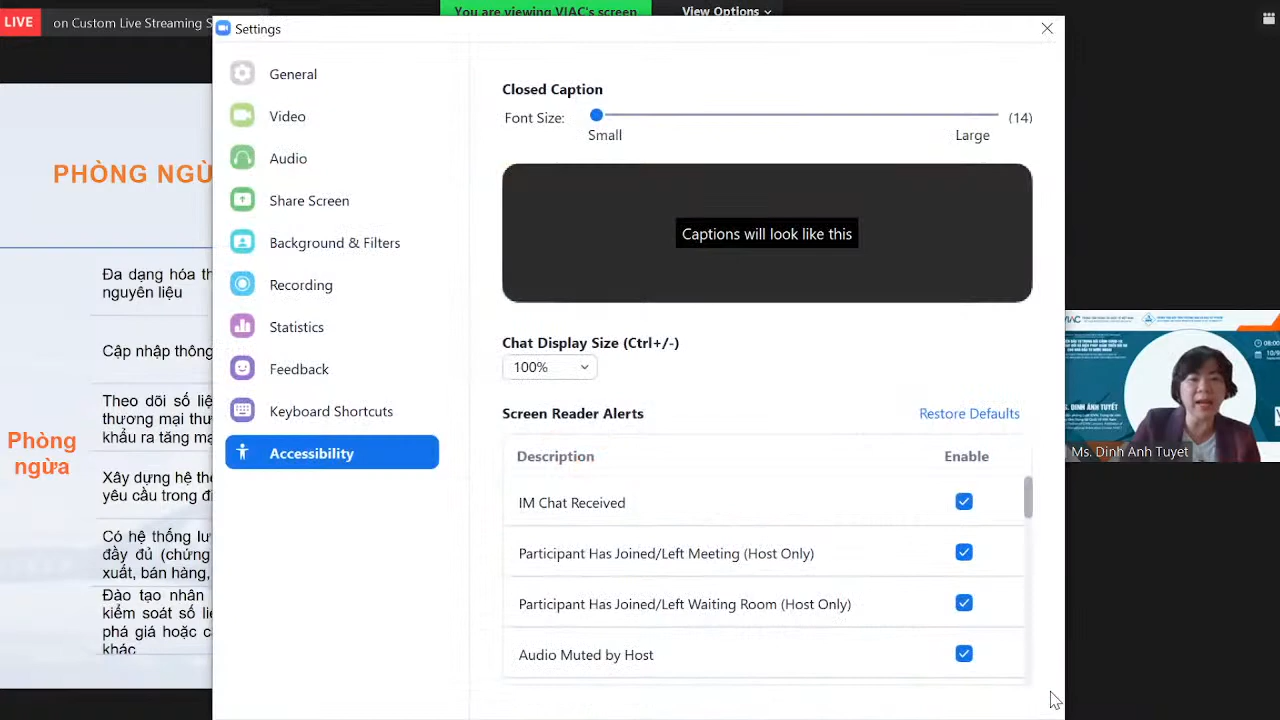 LIVE
on Custom Live Streaming S
You are viewing VIAC's screen
View Options
Settings
General
Video
Audio
Share Screen
Background & Filters
Recording
Statistics
Feedback
Keyboard Shortcuts
Accessibility
Closed Caption
Font Size:
(14)
Small
Large
Captions will look like this
Chat Display Size (Ctrl+/-)
100%
Screen Reader Alerts
Restore Defaults
Description
Enable
IM Chat Received
Participant Has Joined/Left Meeting (Host Only)
Participant Has Joined/Left Waiting Room (Host Only)
Audio Muted by Host
PHÒNG NGỪ
Phòng
ngừa
Đa dạng hóa th
nguyên liệu
Cập nhập thông
Theo dõi số liệ
thương mại thư
khẩu ra tăng mạ
Xây dựng hệ th
yêu cầu trong đi
Có hệ thống lư
đầy đủ (chứng
xuất, bán hàng,
Đào tạo nhân
kiểm soát số liệ
phá giá hoặc c
khác
ĐINH ÁNH TUYẾT
Ms. Dinh Anh Tuyet